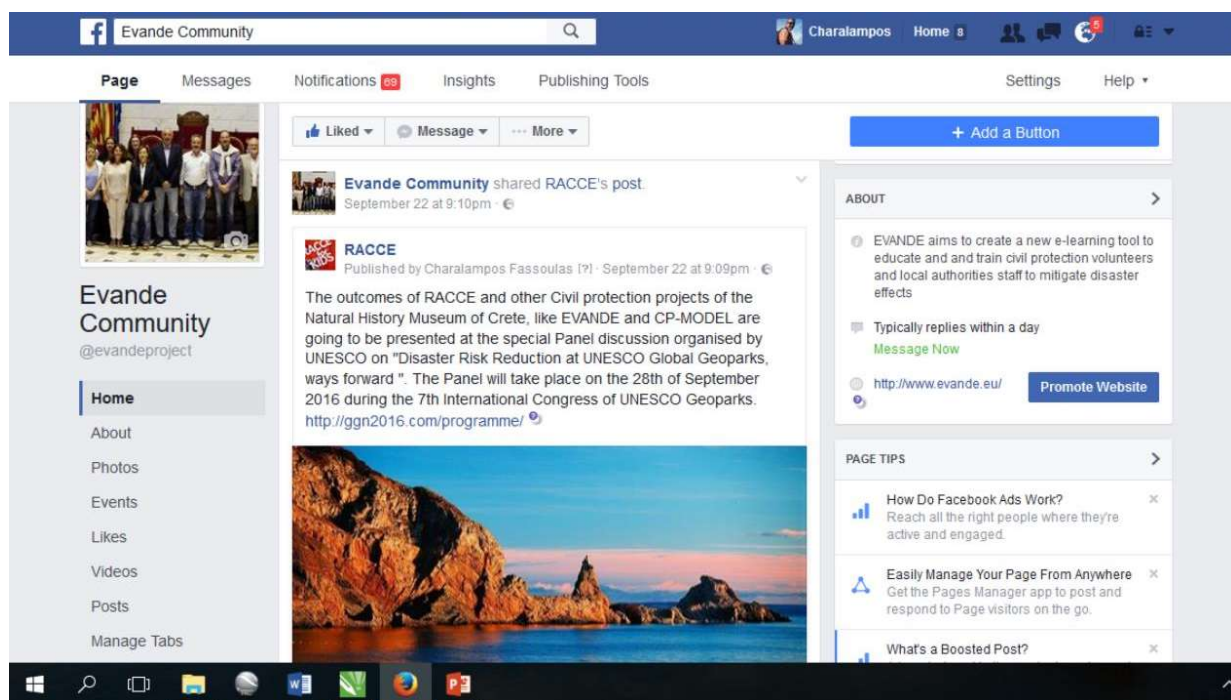 Evande Community
Charalampos Home 8
5
Page Messages Notifications 69 Insights Publishing Tools Settings Help
Liked Message ··· More
+ Add a Button
Evande Community
@evandeproject
Home
About
Photos
Events
Likes
Videos
Posts
Manage Tabs
Evande Community shared RACCE's post.
September 22 at 9:10pm ·
RACCE KIDS
RACCE
Published by Charalampos Fassoulas [?] · September 22 at 9:09pm ·
The outcomes of RACCE and other Civil protection projects of the
Natural History Museum of Crete, like EVANDE and CP-MODEL are
going to be presented at the special Panel discussion organised by
UNESCO on "Disaster Risk Reduction at UNESCO Global Geoparks,
ways forward ". The Panel will take place on the 28th of September
2016 during the 7th International Congress of UNESCO Geoparks.
http://ggn2016.com/programme/
ABOUT
EVANDE aims to create a new e-learning tool to
educate and and train civil protection volunteers
and local authorities staff to mitigate disaster
effects
Typically replies within a day
Message Now
http://www.evande.eu/
Promote Website
PAGE TIPS
How Do Facebook Ads Work?
Reach all the right people where they're
active and engaged.
Easily Manage Your Page From Anywhere
Get the Pages Manager app to post and
respond to Page visitors on the go.
What's a Boosted Post?